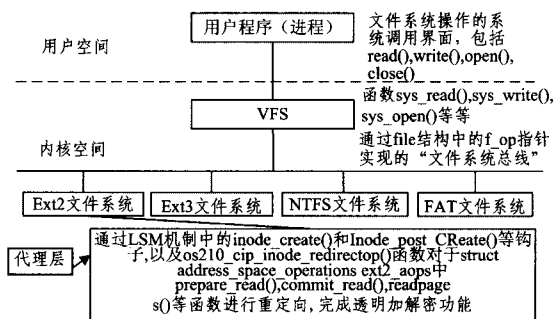 用户程序（进程）
文件系统操作的系
统调用界面，包括
read(),write(),open(),
close()
用户空间
函数sys_read(),sys_write(),
sys_open()等等
VFS
通过file结构中的f_op指针
实现的“文件系统总线”
内核空间
Ext2文件系统
Ext3文件系统
NTFS文件系统
FAT文件系统
代理层
通过LSM机制中的inode_create()和Inode_post_CReate()等钩
子,以及os210_cip_inode_redirectop()函数对于struct
address_space_operations ext2_aops中
prepare_read(),commit_read(),readpage
s()等函数进行重定向,完成透明加解密功能